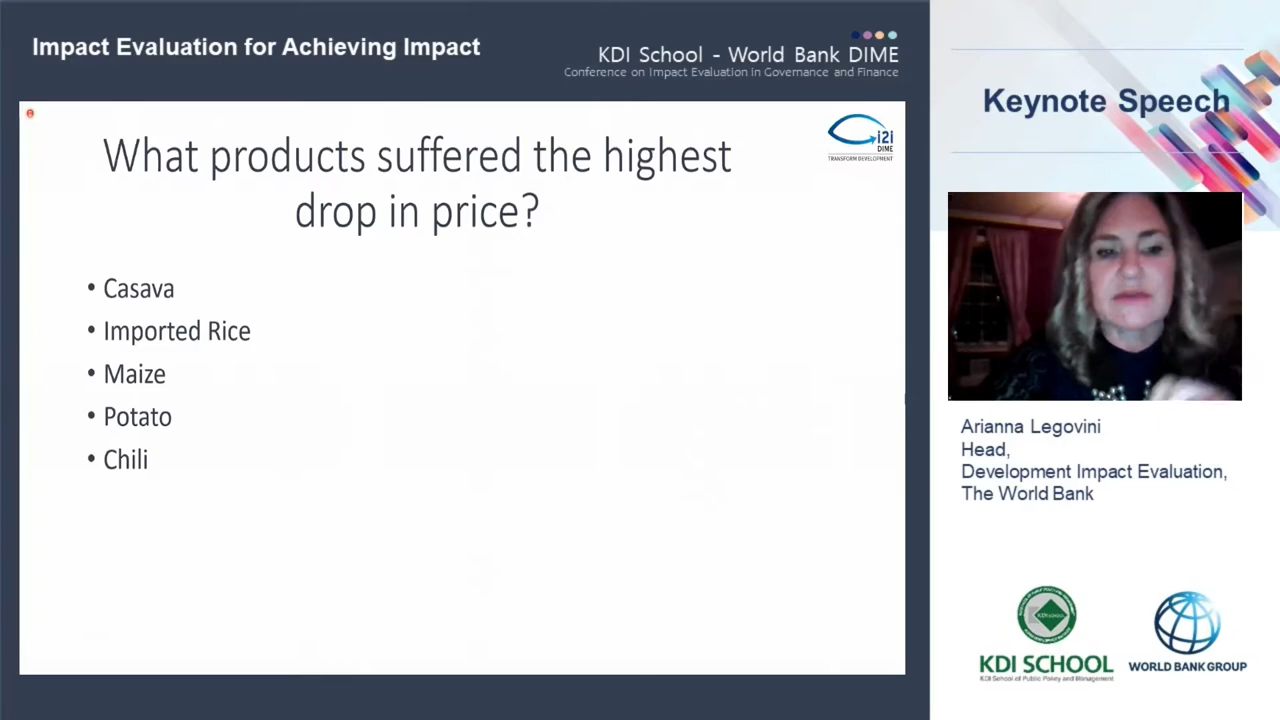 Impact Evaluation for Achieving Impact
KDI School - World Bank DIME
Conference on Impact Evaluation in Governance and Finance
Keynote Speech
i2i
DIME
TRANSFORM DEVELOPMENT
What products suffered the highest
drop in price?
• Casava
• Imported Rice
• Maize
• Potato
• Chili
Arianna Legovini
Head,
Development Impact Evaluation,
The World Bank
KDI SCHOOL
KDI School of Public Policy and Management
WORLD BANK GROUP